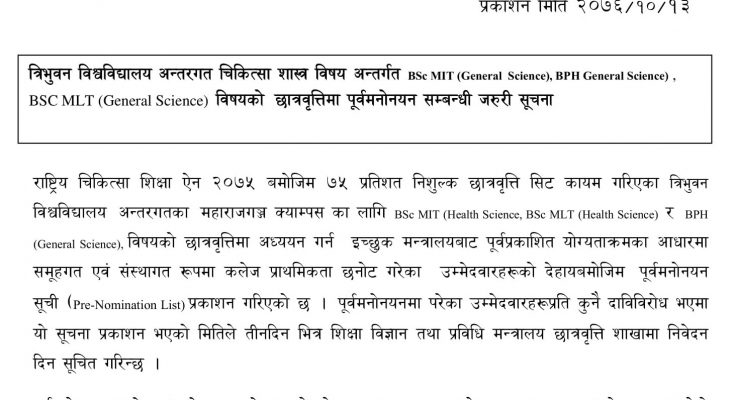 प्रकाशन मिति २०७६/१०/१३
त्रिभुवन विश्वविद्यालय अन्तरगत चिकित्सा शास्त्र विषय अन्तर्गत BSc MIT (General Science), BPH General Science) ,
BSC MLT (General Science) विषयको छात्रवृत्तिमा पूर्वमनोनयन सम्बन्धी जरुरी सूचना
राष्ट्रिय चिकित्सा शिक्षा ऐन २०७५ बमोजिम ७५ प्रतिशत निशुल्क छात्रवृत्ति सिट कायम गरिएका त्रिभुवन
विश्वविद्यालय अन्तरगतका महाराजगञ्ज क्याम्पस का लागि BSc MIT (Health Science, BSc MLT (Health Science) र BPH
(General Science), विषयको छात्रवृत्तिमा अध्ययन गर्न इच्छुक मन्त्रालयबाट पूर्वप्रकाशित योग्यताक्रमका आधारमा
समूहगत एवं संस्थागत रूपमा कलेज प्राथमिकता छनोट गरेका उम्मेदवारहरूको देहायबमोजिम पूर्वमनोनयन
सूची (Pre-Nomination List) प्रकाशन गरिएको छ । पूर्वमनोनयनमा परेका उम्मेदवारहरूप्रति कुनै दाविविरोध भएमा
यो सूचना प्रकाशन भएको मितिले तीनदिन भित्र शिक्षा विज्ञान तथा प्रविधि मन्त्रालय छात्रवृत्ति शाखामा निवेदन
दिन सूचित गरिन्छ ।